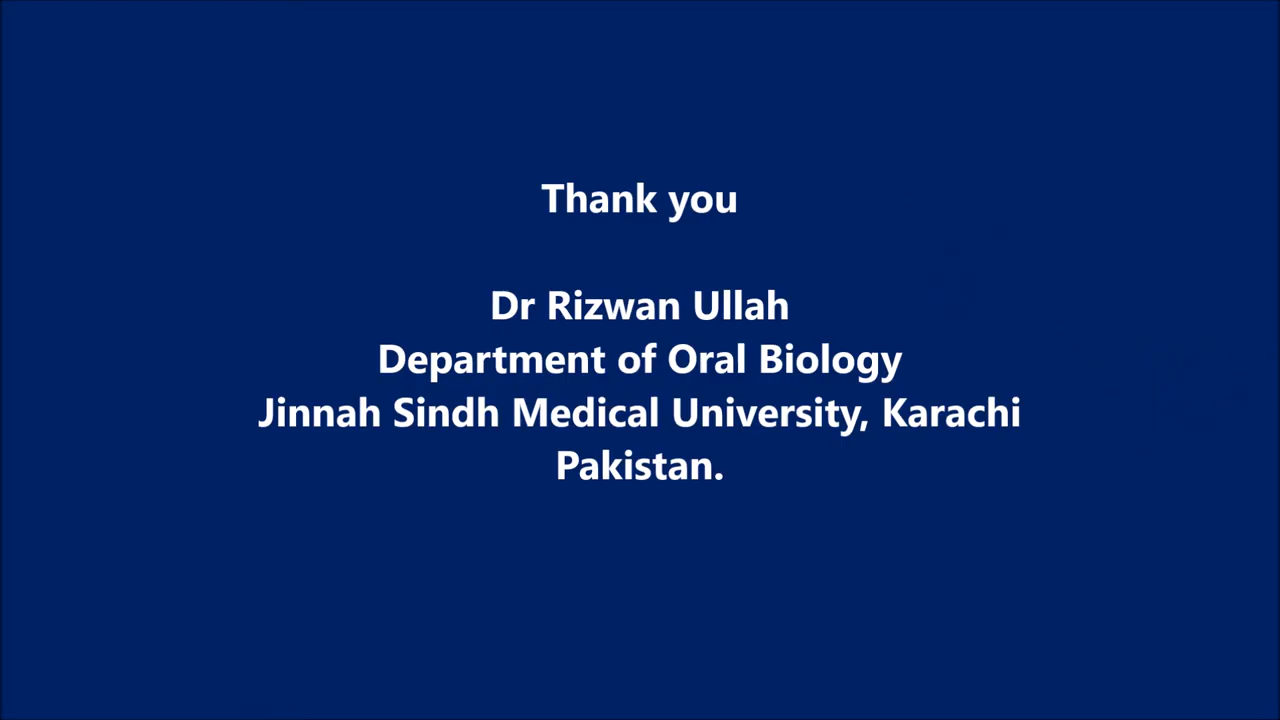 Thank you
Dr Rizwan Ullah
Department of Oral Biology
Jinnah Sindh Medical University, Karachi
Pakistan.